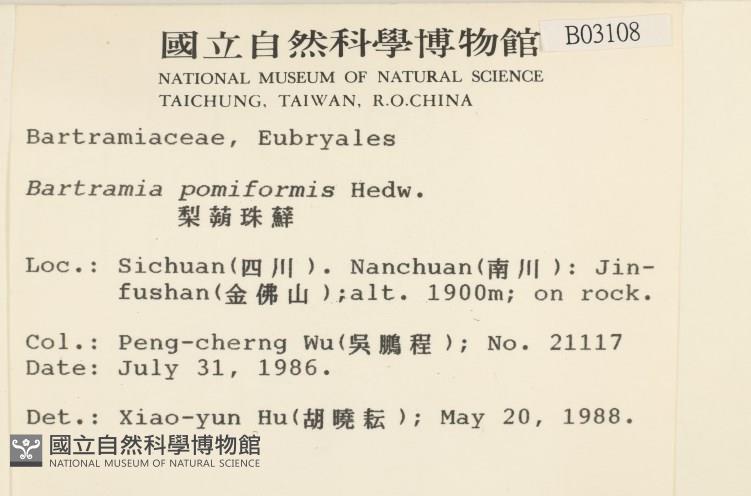 國立自然科學博物館
B03108
NATIONAL MUSEUM OF NATURAL SCIENCE
TAICHUNG, TAIWAN, R.O.CHINA
Bartramiaceae, Eubryales
Bartramia pomiformis Hedw.
梨蒴珠蘚
Loc.: Sichuan(四川). Nanchuan(南川): Jin-
fushan(金佛山);alt. 1900m; on rock.
Col.: Peng-cherng Wu(吳鵬程); No. 21117
Date: July 31, 1986.
Det.: Xiao-yun Hu(胡曉耘); May 20, 1988.
國立自然科學博物館
NATIONAL MUSEUM OF NATURAL SCIENCE